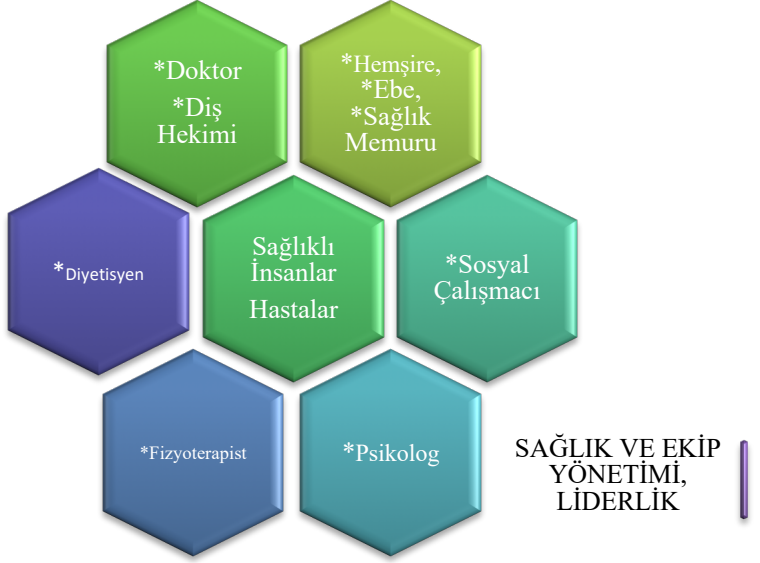 *Doktor
*Diş
Hekimi
*Hemşire,
*Ebe,
*Sağlık
Memuru
*Diyetisyen
Sağlıklı
İnsanlar
Hastalar
*Sosyal
Çalışmacı
*Fizyoterapist
*Psikolog
SAĞLIK VE EKİP
YÖNETİMİ,
LİDERLİK